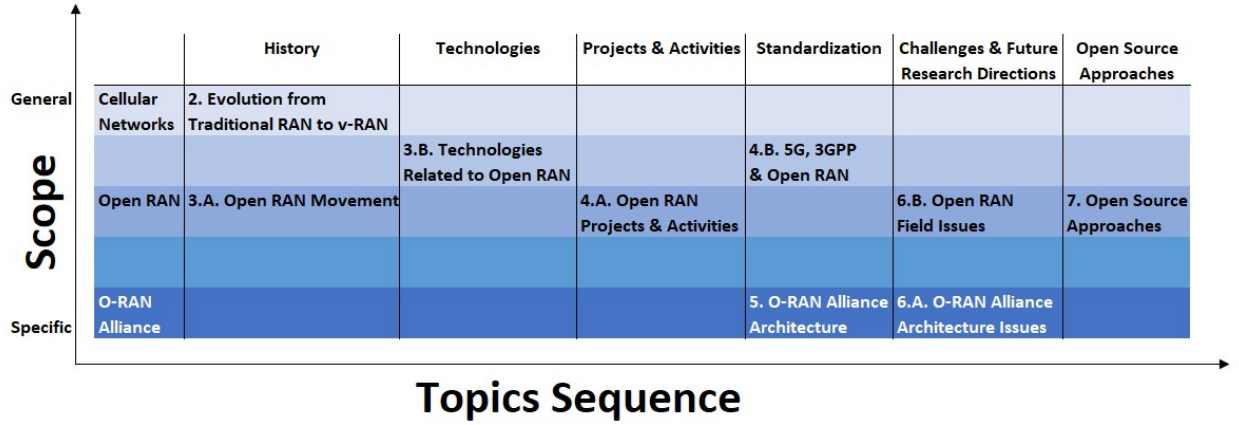 History
Technologies
Projects & Activities
Standardization
Challenges & Future
Research Directions
Open Source
Approaches
General
Cellular
Networks
2. Evolution from
Traditional RAN to v-RAN
3.B. Technologies
Related to Open RAN
4.B. 5G, 3GPP
& Open RAN
Scope
Open RAN
3.A. Open RAN Movement
4.A. Open RAN
Projects & Activities
6.B. Open RAN
Field Issues
7. Open Source
Approaches
Specific
O-RAN
Alliance
5. O-RAN Alliance
Architecture
6.A. O-RAN Alliance
Architecture Issues
Topics Sequence